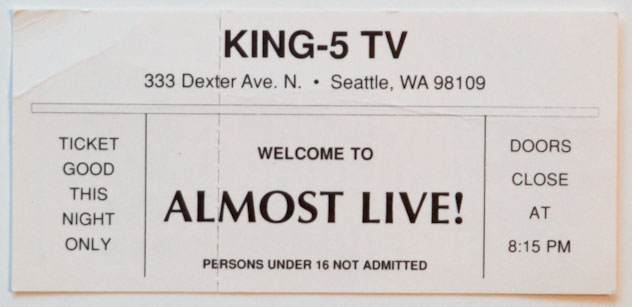 KING-5 TV
333 Dexter Ave. N. • Seattle, WA 98109
TICKET
GOOD
THIS
NIGHT
ONLY
WELCOME TO
ALMOST LIVE!
PERSONS UNDER 16 NOT ADMITTED
DOORS
CLOSE
AT
8:15 PM